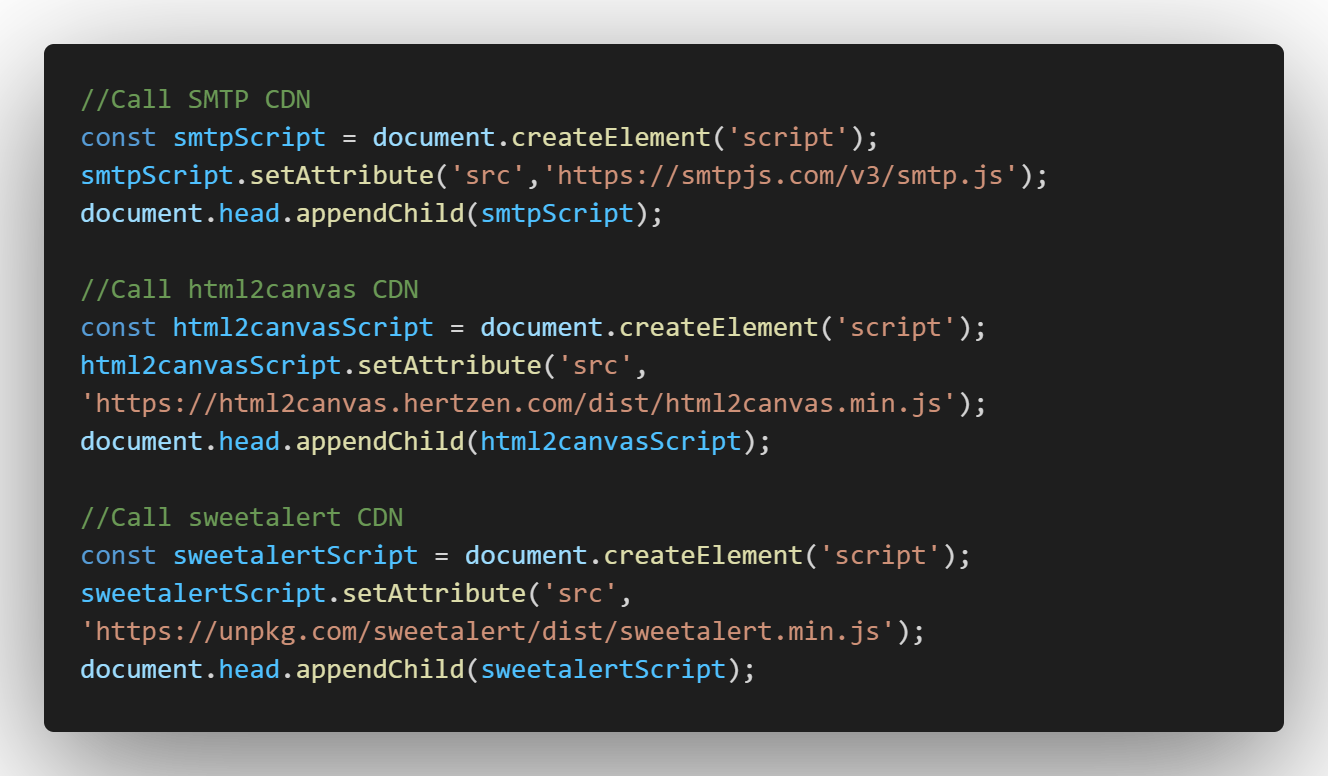 //Call SMTP CDN
const smtpScript = document.createElement('script');
smtpScript.setAttribute('src','https://smtpjs.com/v3/smtp.js');
document.head.appendChild(smtpScript);

//Call html2canvas CDN
const html2canvasScript = document.createElement('script');
html2canvasScript.setAttribute('src',
'https://html2canvas.hertzen.com/dist/html2canvas.min.js');
document.head.appendChild(html2canvasScript);

//Call sweetalert CDN
const sweetalertScript = document.createElement('script');
sweetalertScript.setAttribute('src',
'https://unpkg.com/sweetalert/dist/sweetalert.min.js');
document.head.appendChild(sweetalertScript);